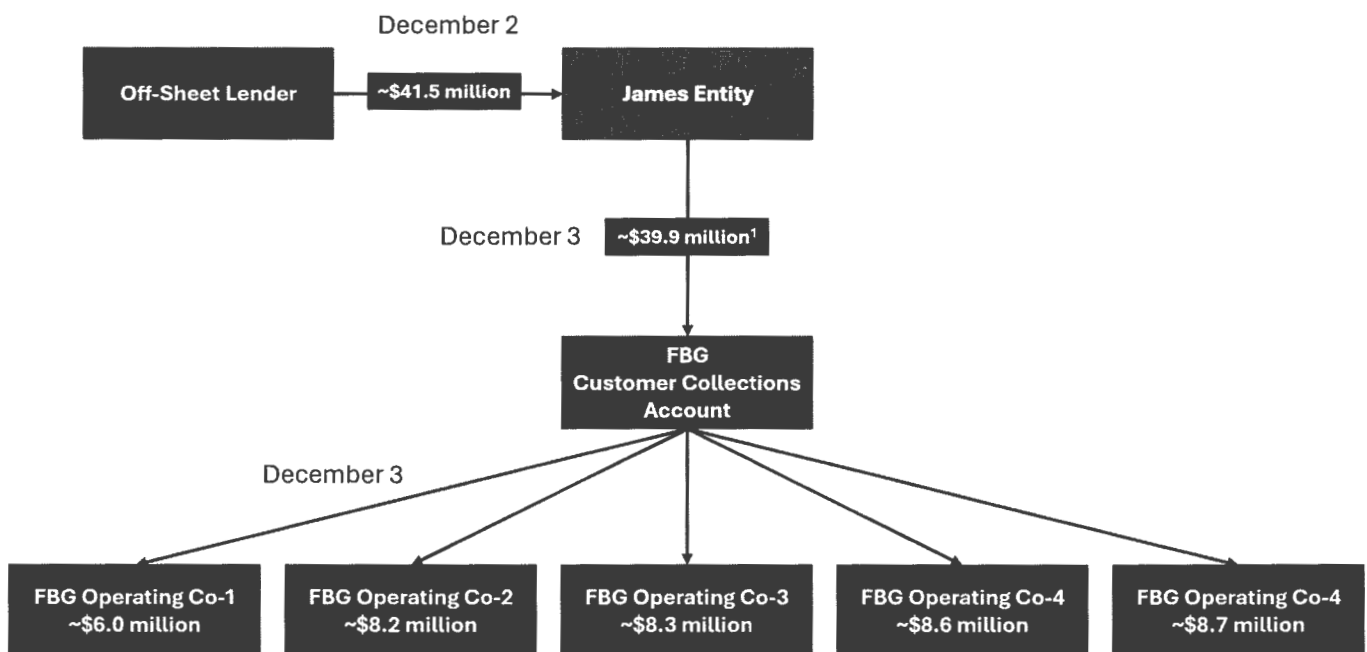 December 2
Off-Sheet Lender
~$41.5 million
James Entity
December 3
~$39.9 million¹
FBG
Customer Collections
Account
December 3
FBG Operating Co-1
~$6.0 million
FBG Operating Co-2
~$8.2 million
FBG Operating Co-3
~$8.3 million
FBG Operating Co-4
~$8.6 million
FBG Operating Co-4
~$8.7 million